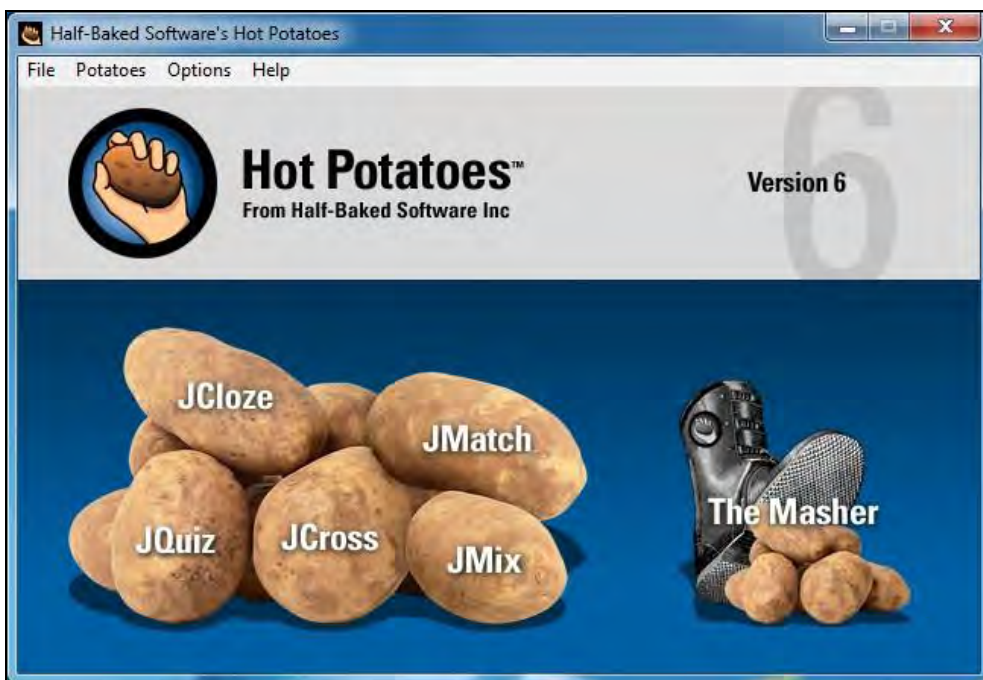 Half-Baked Software's Hot Potatoes
File Potatoes Options Help
6
Hot Potatoes™
From Half-Baked Software Inc
Version 6
JCloze
JMatch
JQuiz
JCross
JMix
The Masher